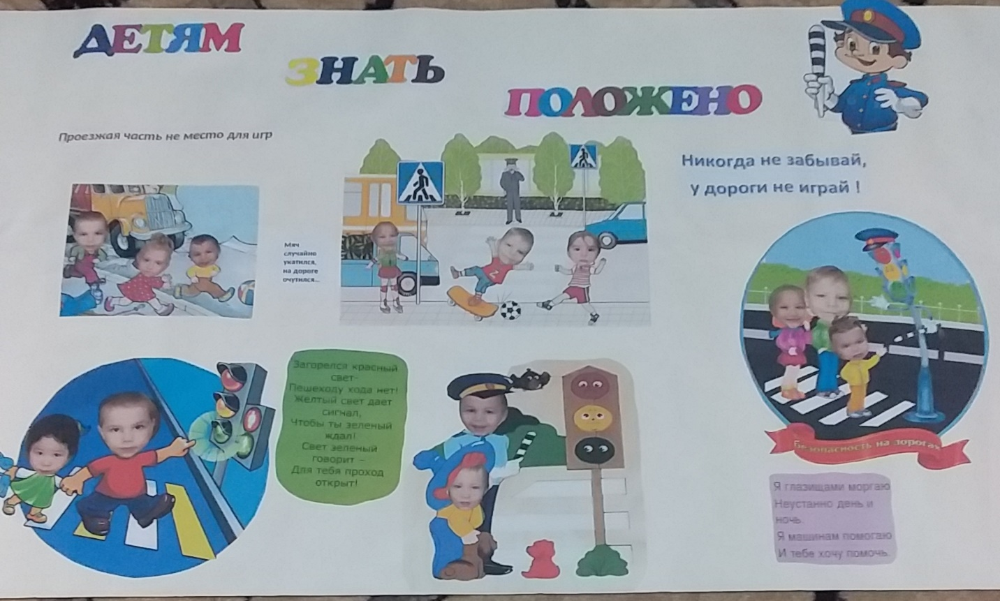 ДЕТЯМ
ЗНАТЬ
ПОЛОЖЕНО
Проезжая часть не место для игр
Никогда не забывай,
у дороги не играй !
Мяч
случайно
укатился,
на дороге
очутился...
Загорелся красный
свет-
Пешеходу хода нет!
Желтый свет дает
сигнал,
Чтобы ты зеленый
ждал!
Свет зеленый
говорит –
Для тебя проход
открыт!
Безопасность на дорогах
Я глазищами моргаю
Неустанно день и
ночь.
Я машинам помогаю
И тебе хочу помочь.